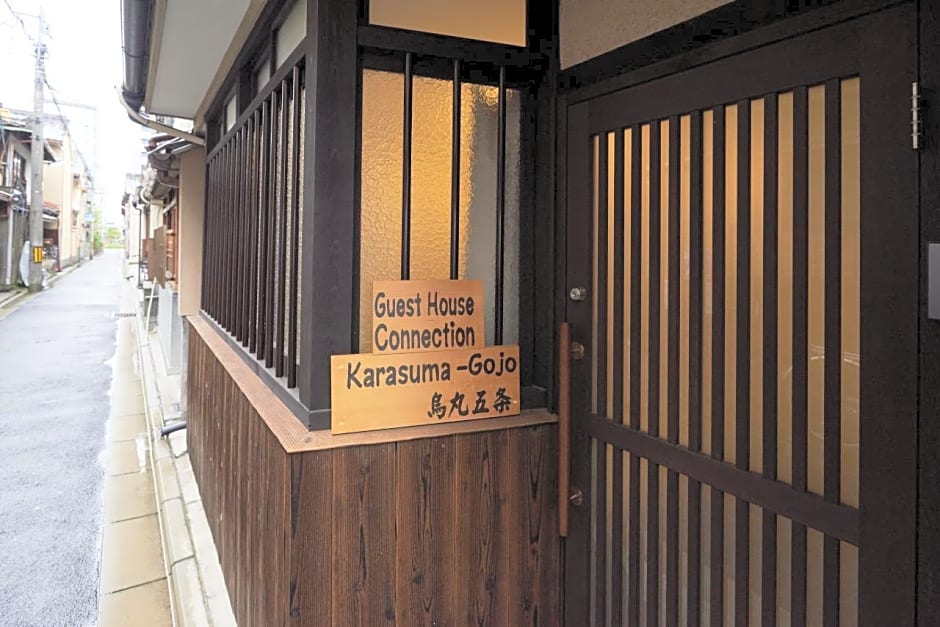 Guest House
Connection
Karasuma-Gojo
烏丸五条